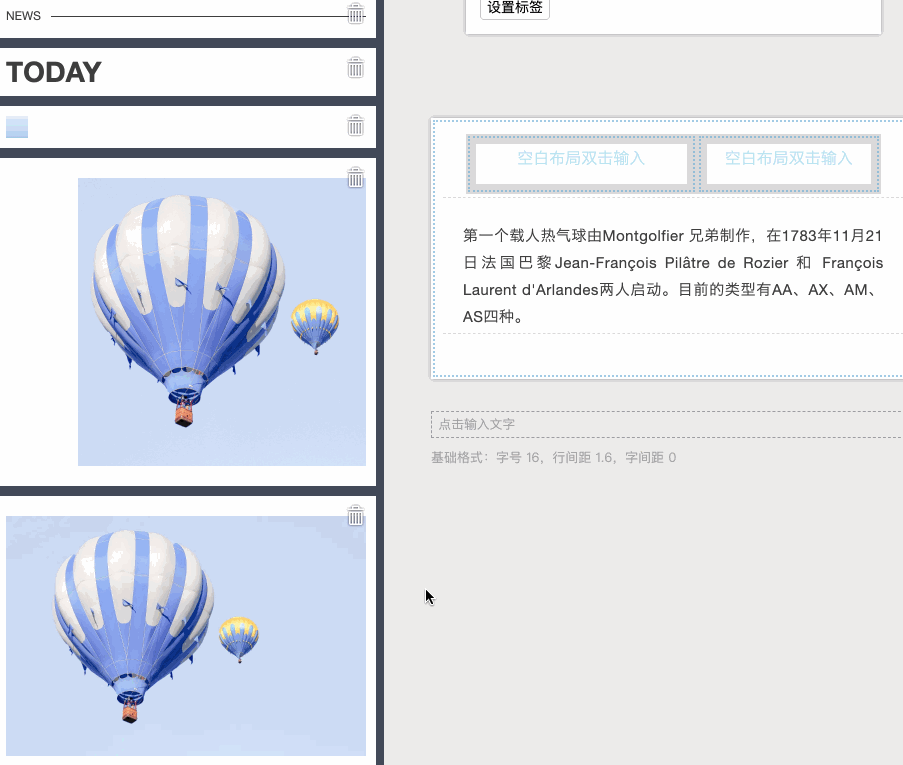 NEWS
TODAY
设置标签
空白布局双击输入
空白布局双击输入
第一个载人热气球由Montgolfier 兄弟制作，在1783年11月21
日法国巴黎Jean-François Pilâtre de Rozier 和 François
Laurent d'Arlandes两人启动。目前的类型有AA、AX、AM、
AS四种。
点击输入文字
基础格式：字号 16，行间距 1.6，字间距 0